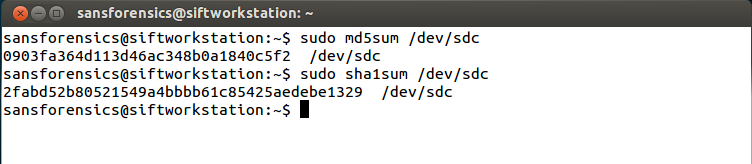 sansforensics@siftworkstation: ~
sansforensics@siftworkstation:~$ sudo md5sum /dev/sdc
0903fa364d113d46ac348b0a1840c5f2  /dev/sdc
sansforensics@siftworkstation:~$ sudo sha1sum /dev/sdc
2fabd52b80521549a4bbbb61c85425aedebe1329  /dev/sdc
sansforensics@siftworkstation:~$